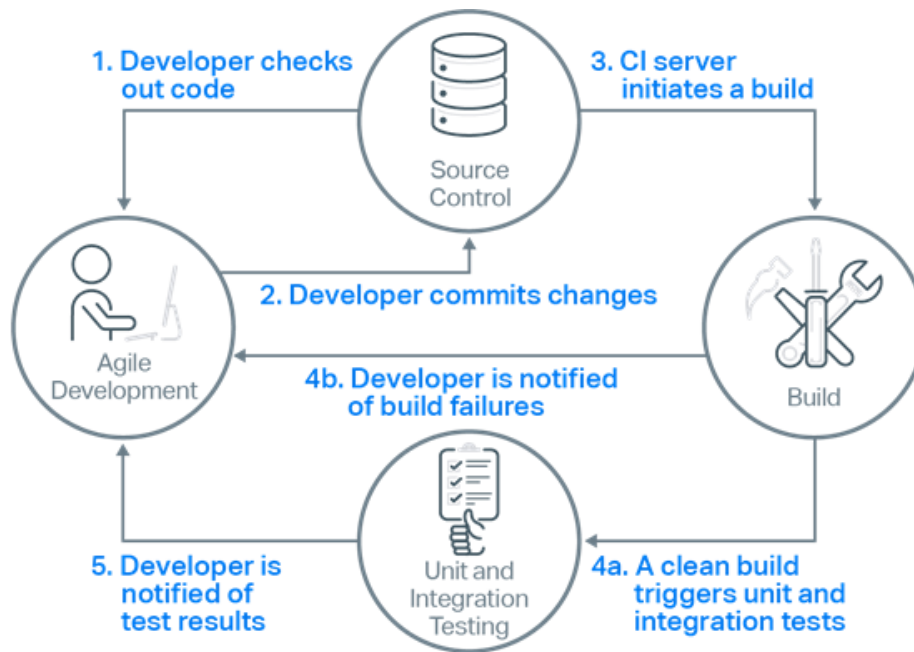 1. Developer checks
out code
3. CI server
initiates a build
Source
Control
2. Developer commits changes
Agile
Development
4b. Developer is notified
of build failures
Build
5. Developer is
notified of
test results
Unit and
Integration
Testing
4a. A clean build
triggers unit and
integration tests